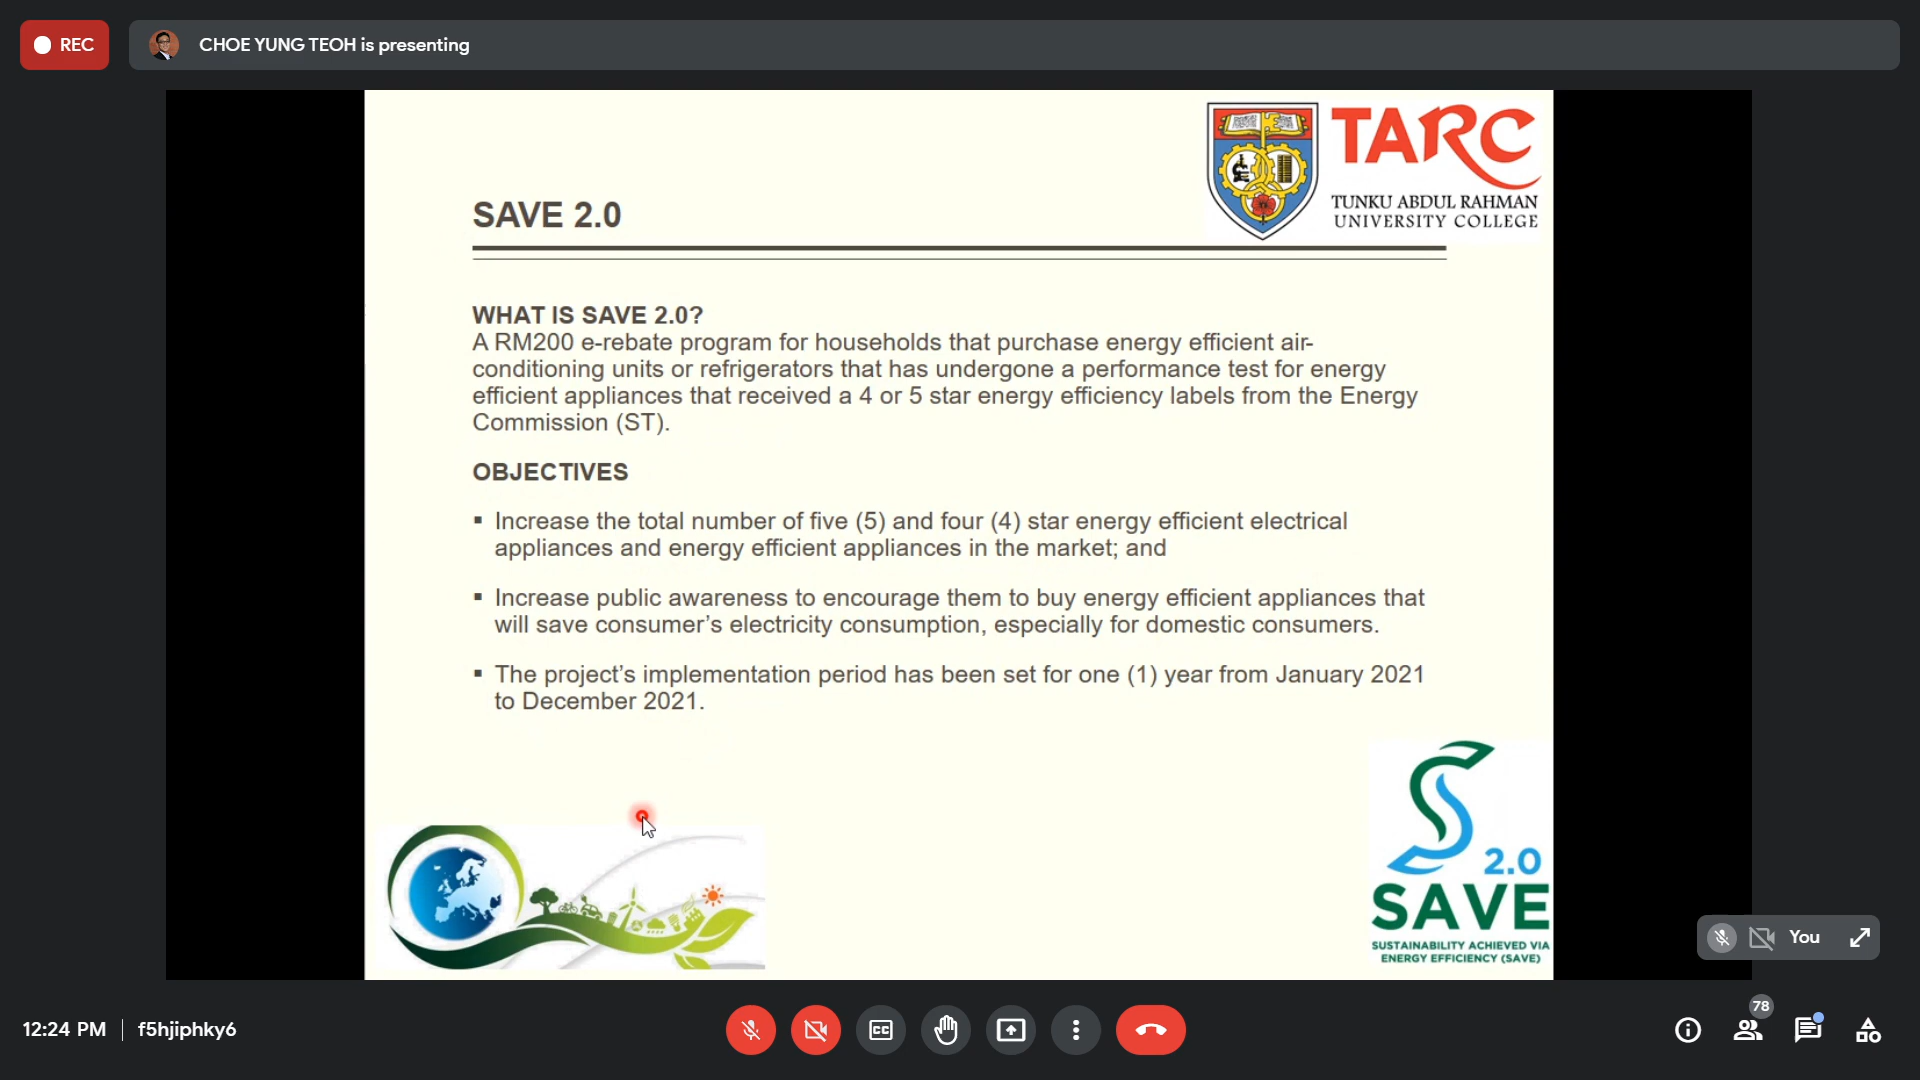 REC
CHOE YUNG TEOH is presenting
TARC
TUNKU ABDUL RAHMAN
UNIVERSITY COLLEGE
SAVE 2.0
WHAT IS SAVE 2.0?
A RM200 e-rebate program for households that purchase energy efficient air-
conditioning units or refrigerators that has undergone a performance test for energy
efficient appliances that received a 4 or 5 star energy efficiency labels from the Energy
Commission (ST).
OBJECTIVES
▪ Increase the total number of five (5) and four (4) star energy efficient electrical
appliances and energy efficient appliances in the market; and
▪ Increase public awareness to encourage them to buy energy efficient appliances that
will save consumer’s electricity consumption, especially for domestic consumers.
▪ The project’s implementation period has been set for one (1) year from January 2021
to December 2021.
2.0
SAVE
SUSTAINABILITY ACHIEVED VIA
ENERGY EFFICIENCY (SAVE)
You
12:24 PM | f5hjiphky6
CC
78